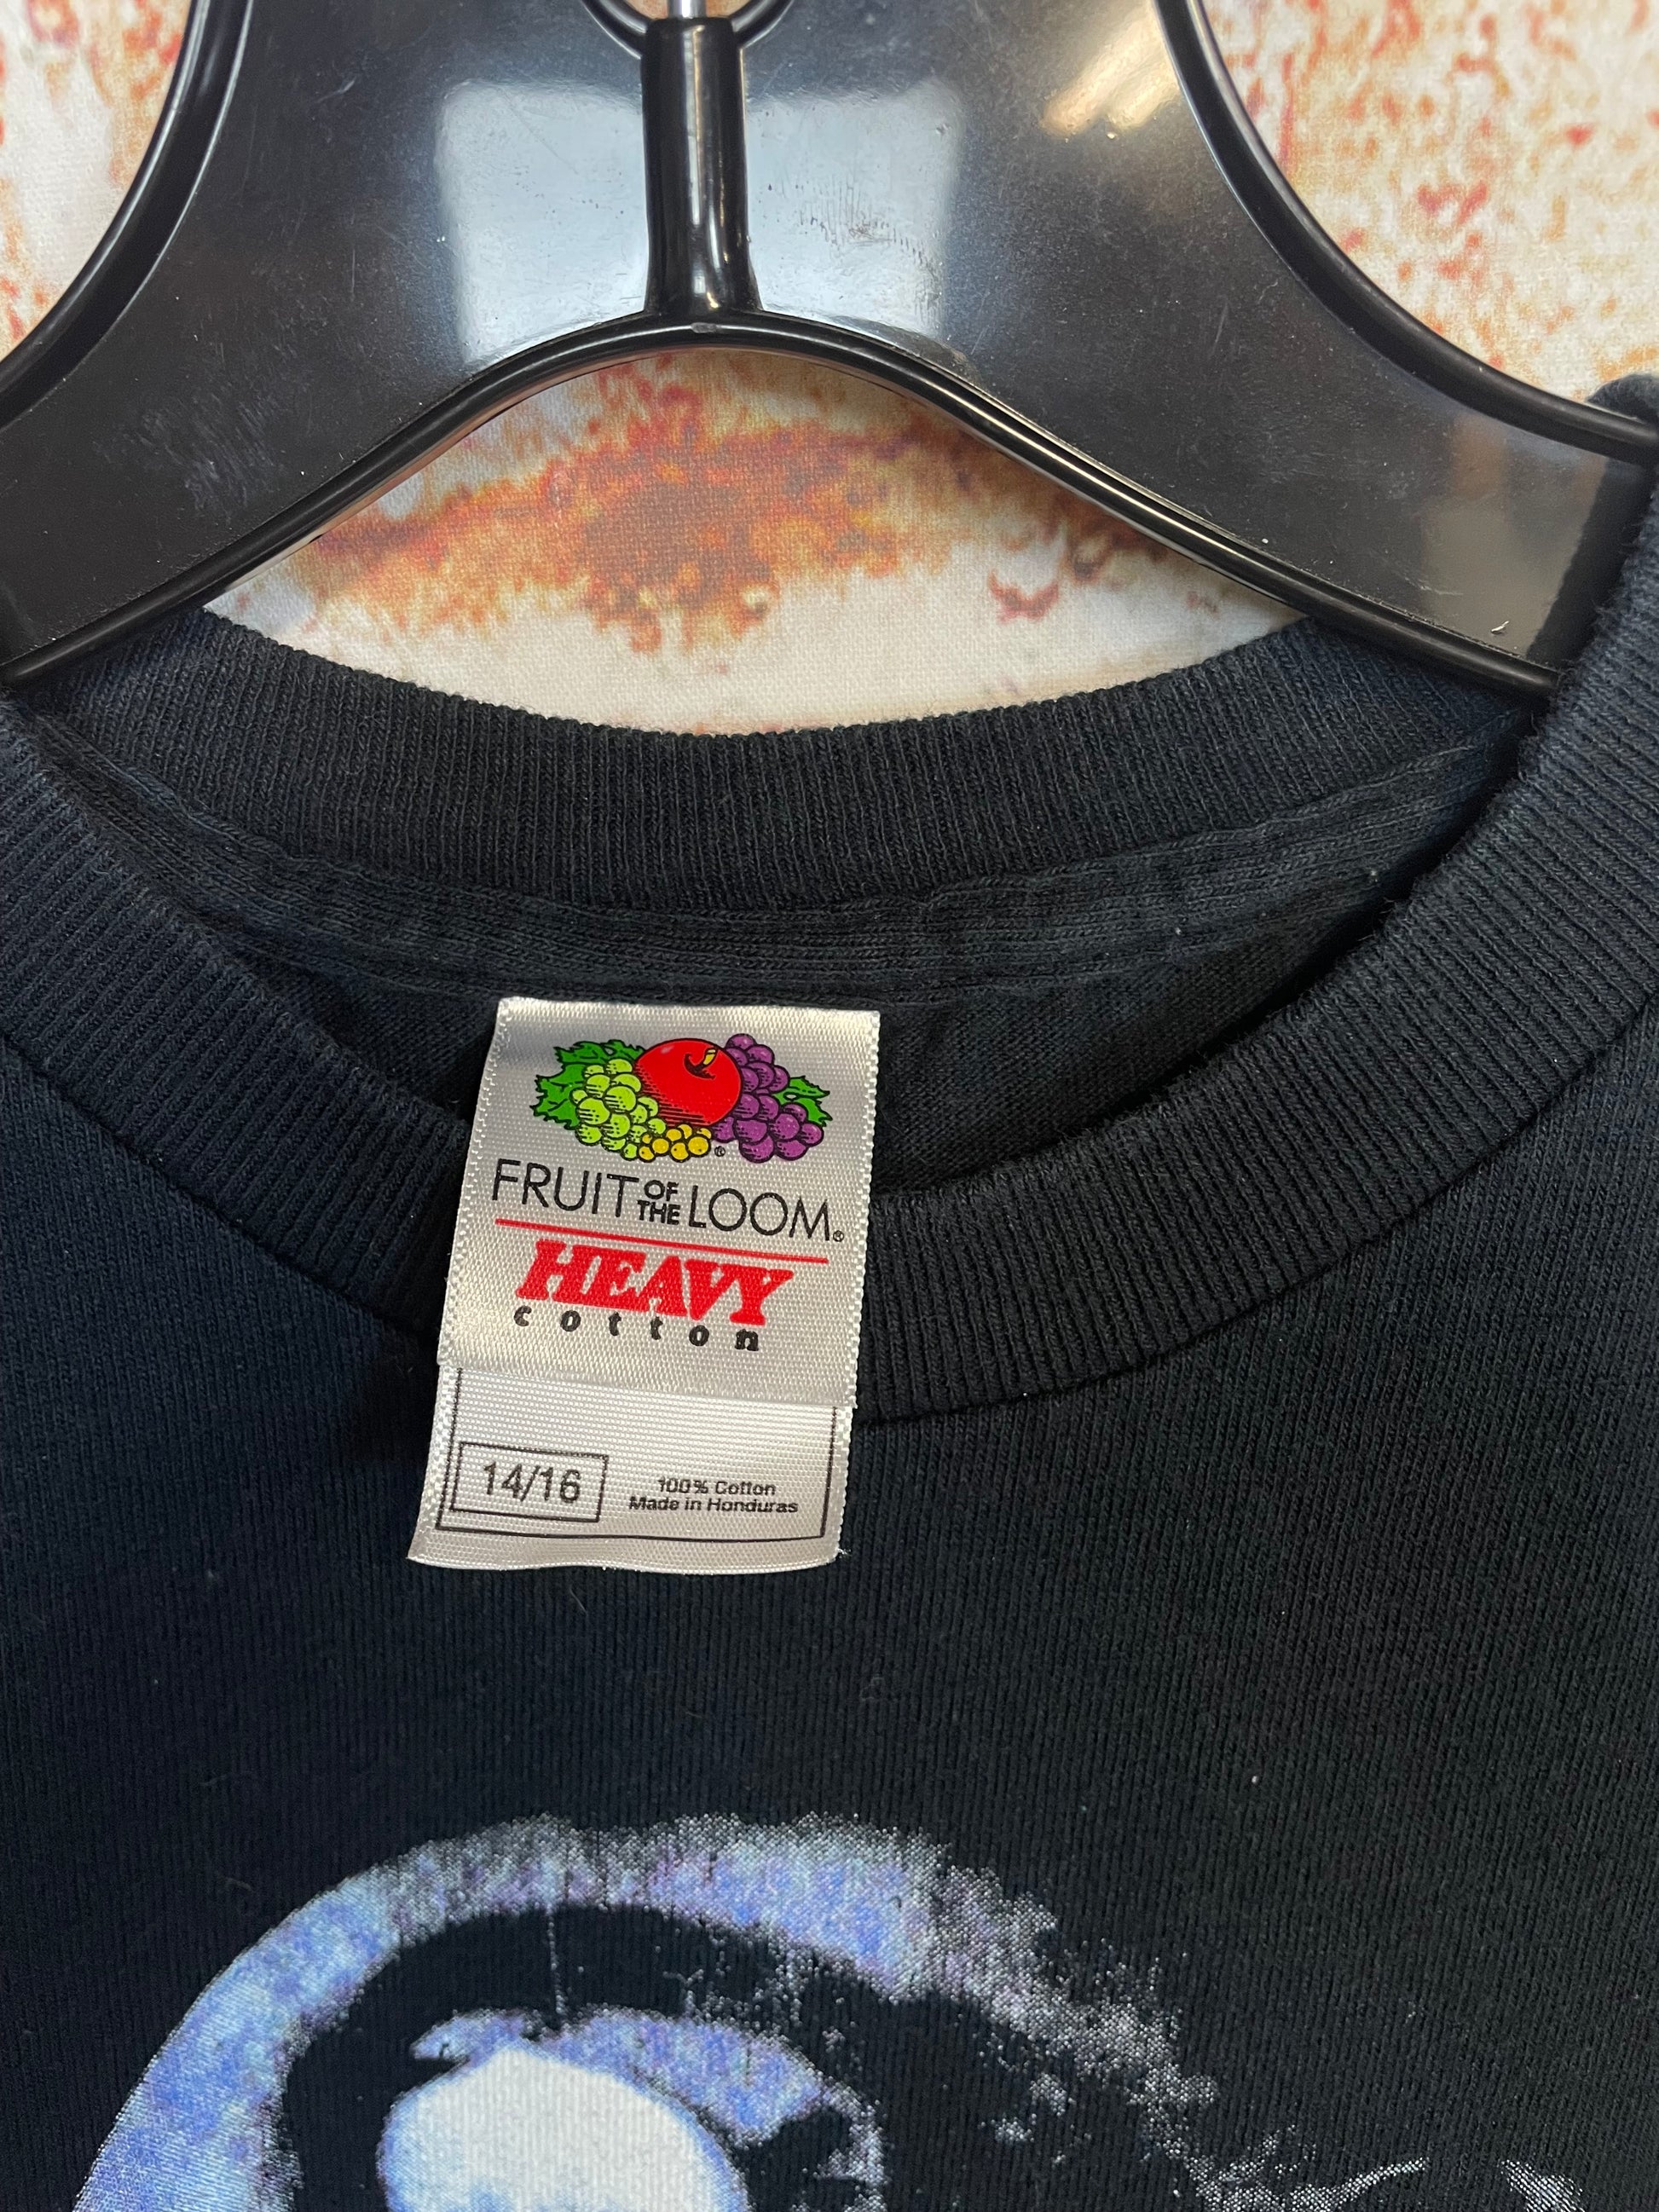 FRUIT OF THE LOOM®
HEAVY
cotton
14/16
100% Cotton
Made in Honduras